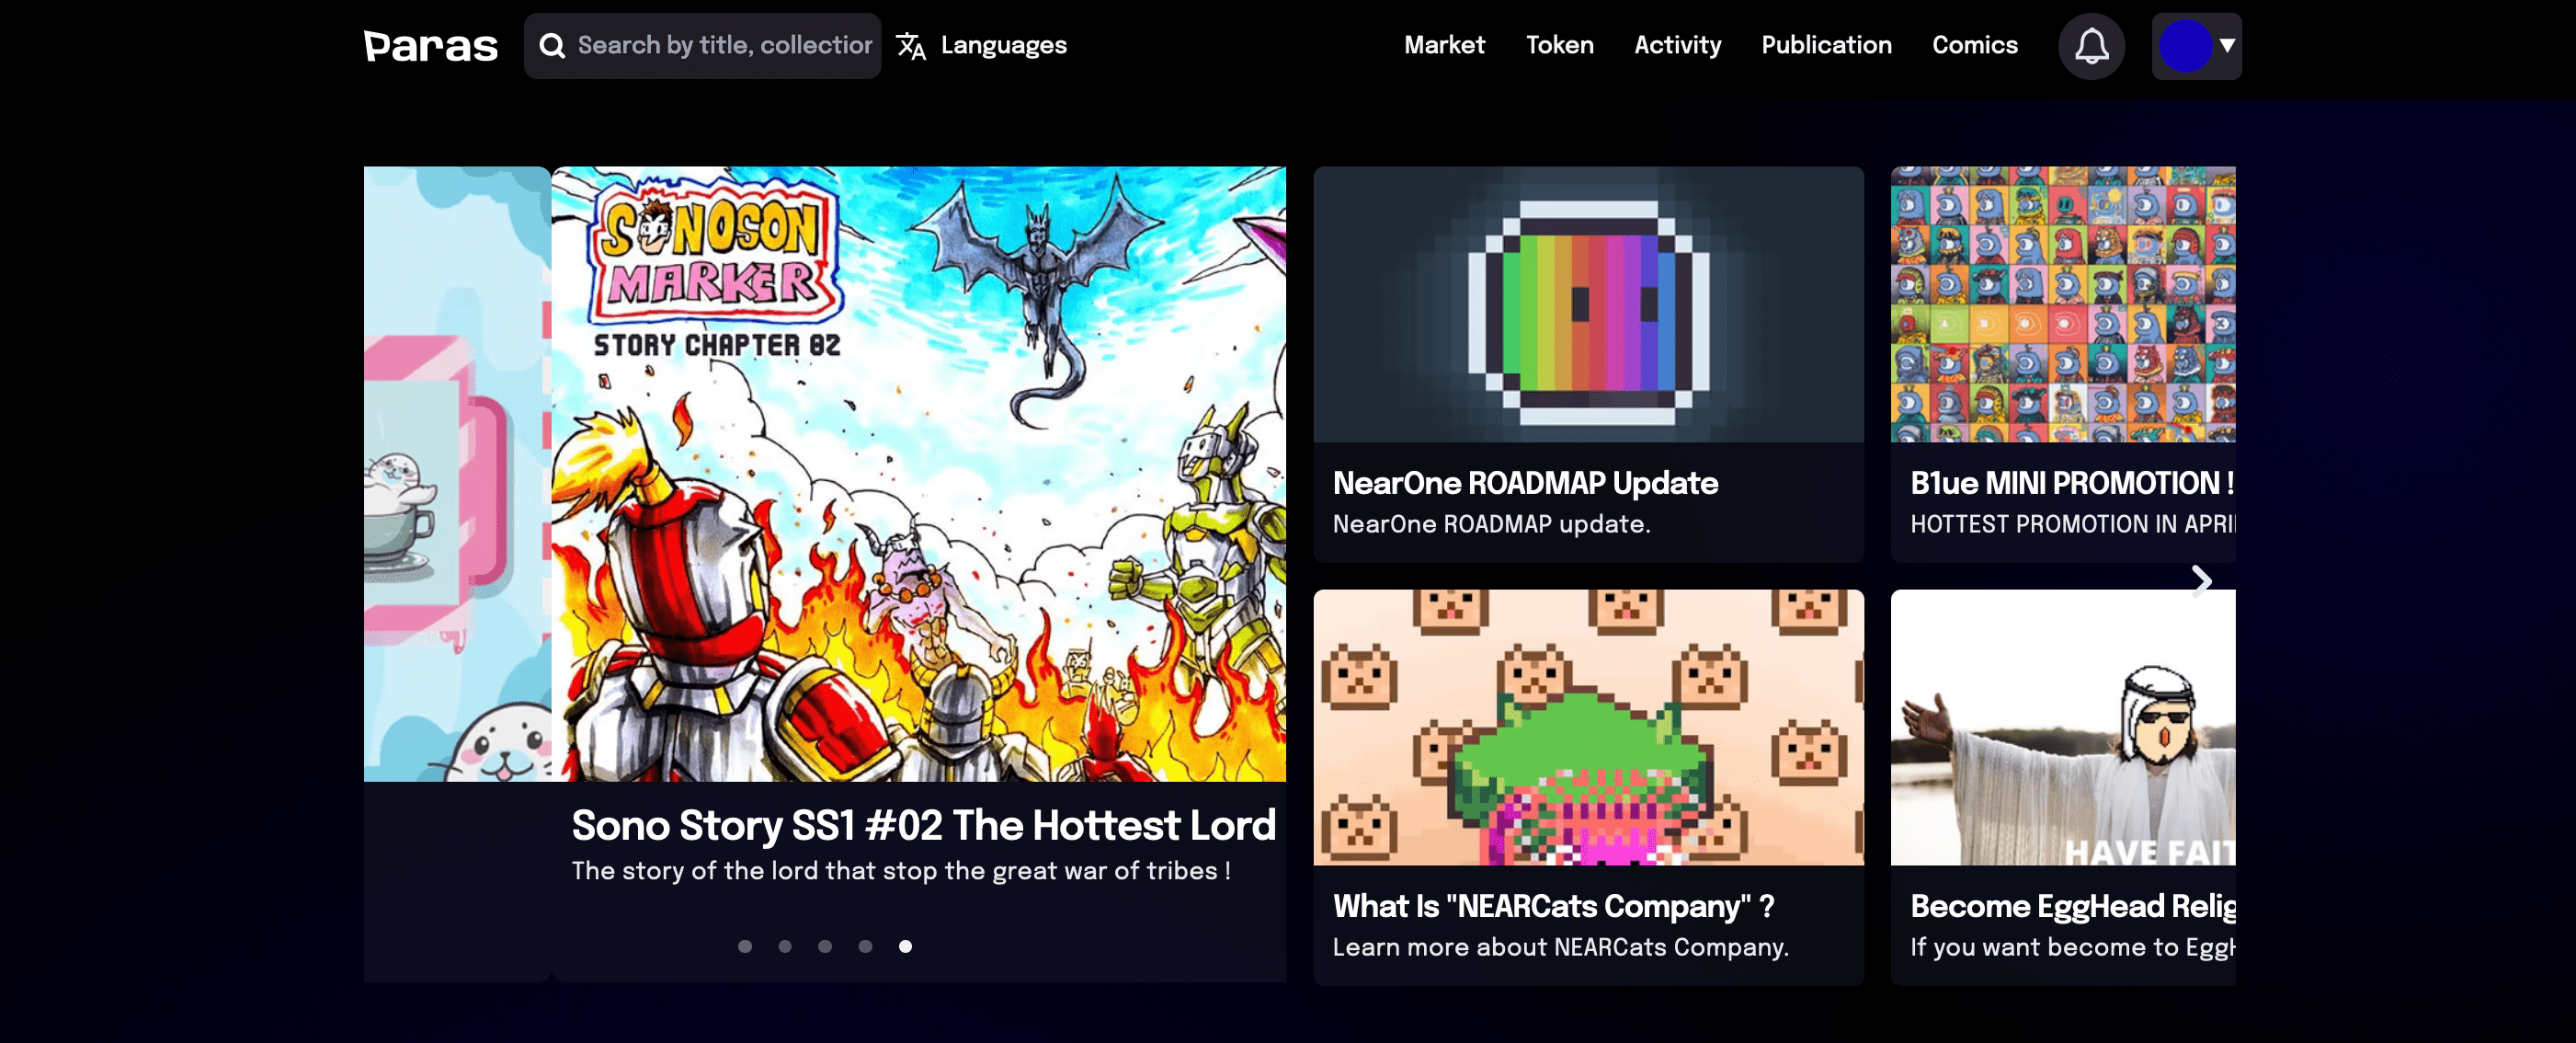 Paras
Search by title, collection
Languages
Market
Token
Activity
Publication
Comics
SONOSON
MARKER
STORY CHAPTER 02
Sono Story SS1 #02 The Hottest Lord
The story of the lord that stop the great war of tribes !
NearOne ROADMAP Update
NearOne ROADMAP update.
B1ue MINI PROMOTION !
HOTTEST PROMOTION IN APRI
What Is "NEARCats Company" ?
Learn more about NEARCats Company.
HAVE FAIT
Become EggHead Relig
If you want become to EggH